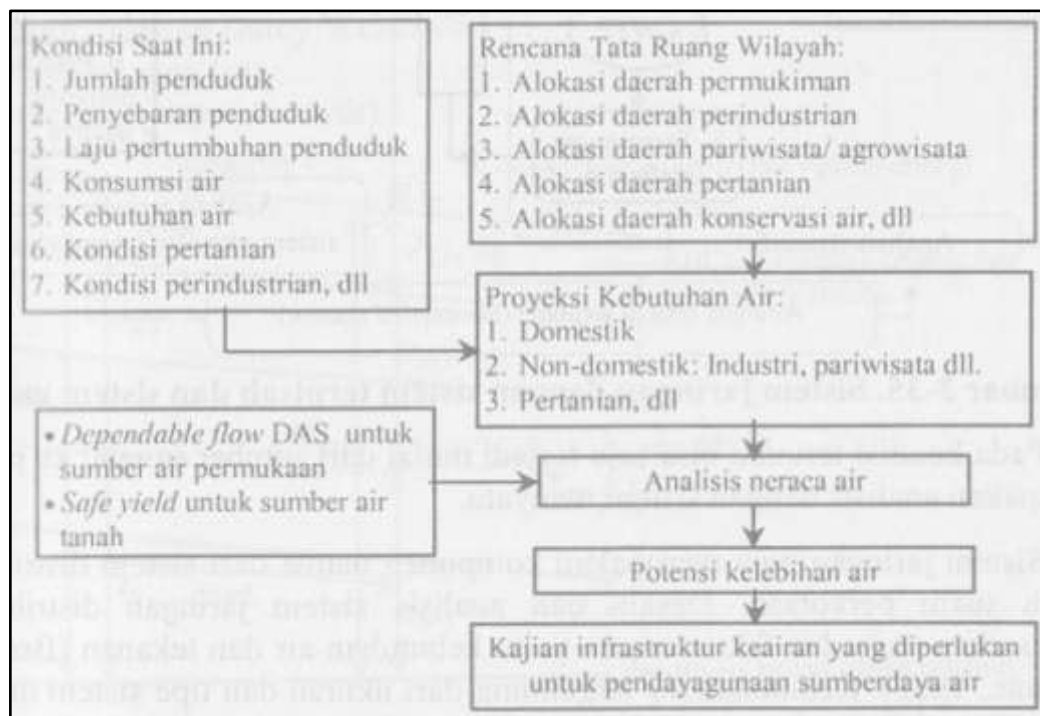 Kondisi Saat Ini:
1. Jumlah penduduk
2. Penyebaran penduduk
3. Laju pertumbuhan penduduk
4. Konsumsi air
5. Kebutuhan air
6. Kondisi pertanian
7. Kondisi perindustrian, dll
Rencana Tata Ruang Wilayah:
1. Alokasi daerah permukiman
2. Alokasi daerah perindustrian
3. Alokasi daerah pariwisata/ agrowisata
4. Alokasi daerah pertanian
5. Alokasi daerah konservasi air, dll
Proyeksi Kebutuhan Air:
1. Domestik
2. Non-domestik: Industri, pariwisata dll.
3. Pertanian, dll
• Dependable flow DAS untuk
sumber air permukaan
• Safe yield untuk sumber air
tanah
Analisis neraca air
Potensi kelebihan air
Kajian infrastruktur keairan yang diperlukan
untuk pendayagunaan sumberdaya air